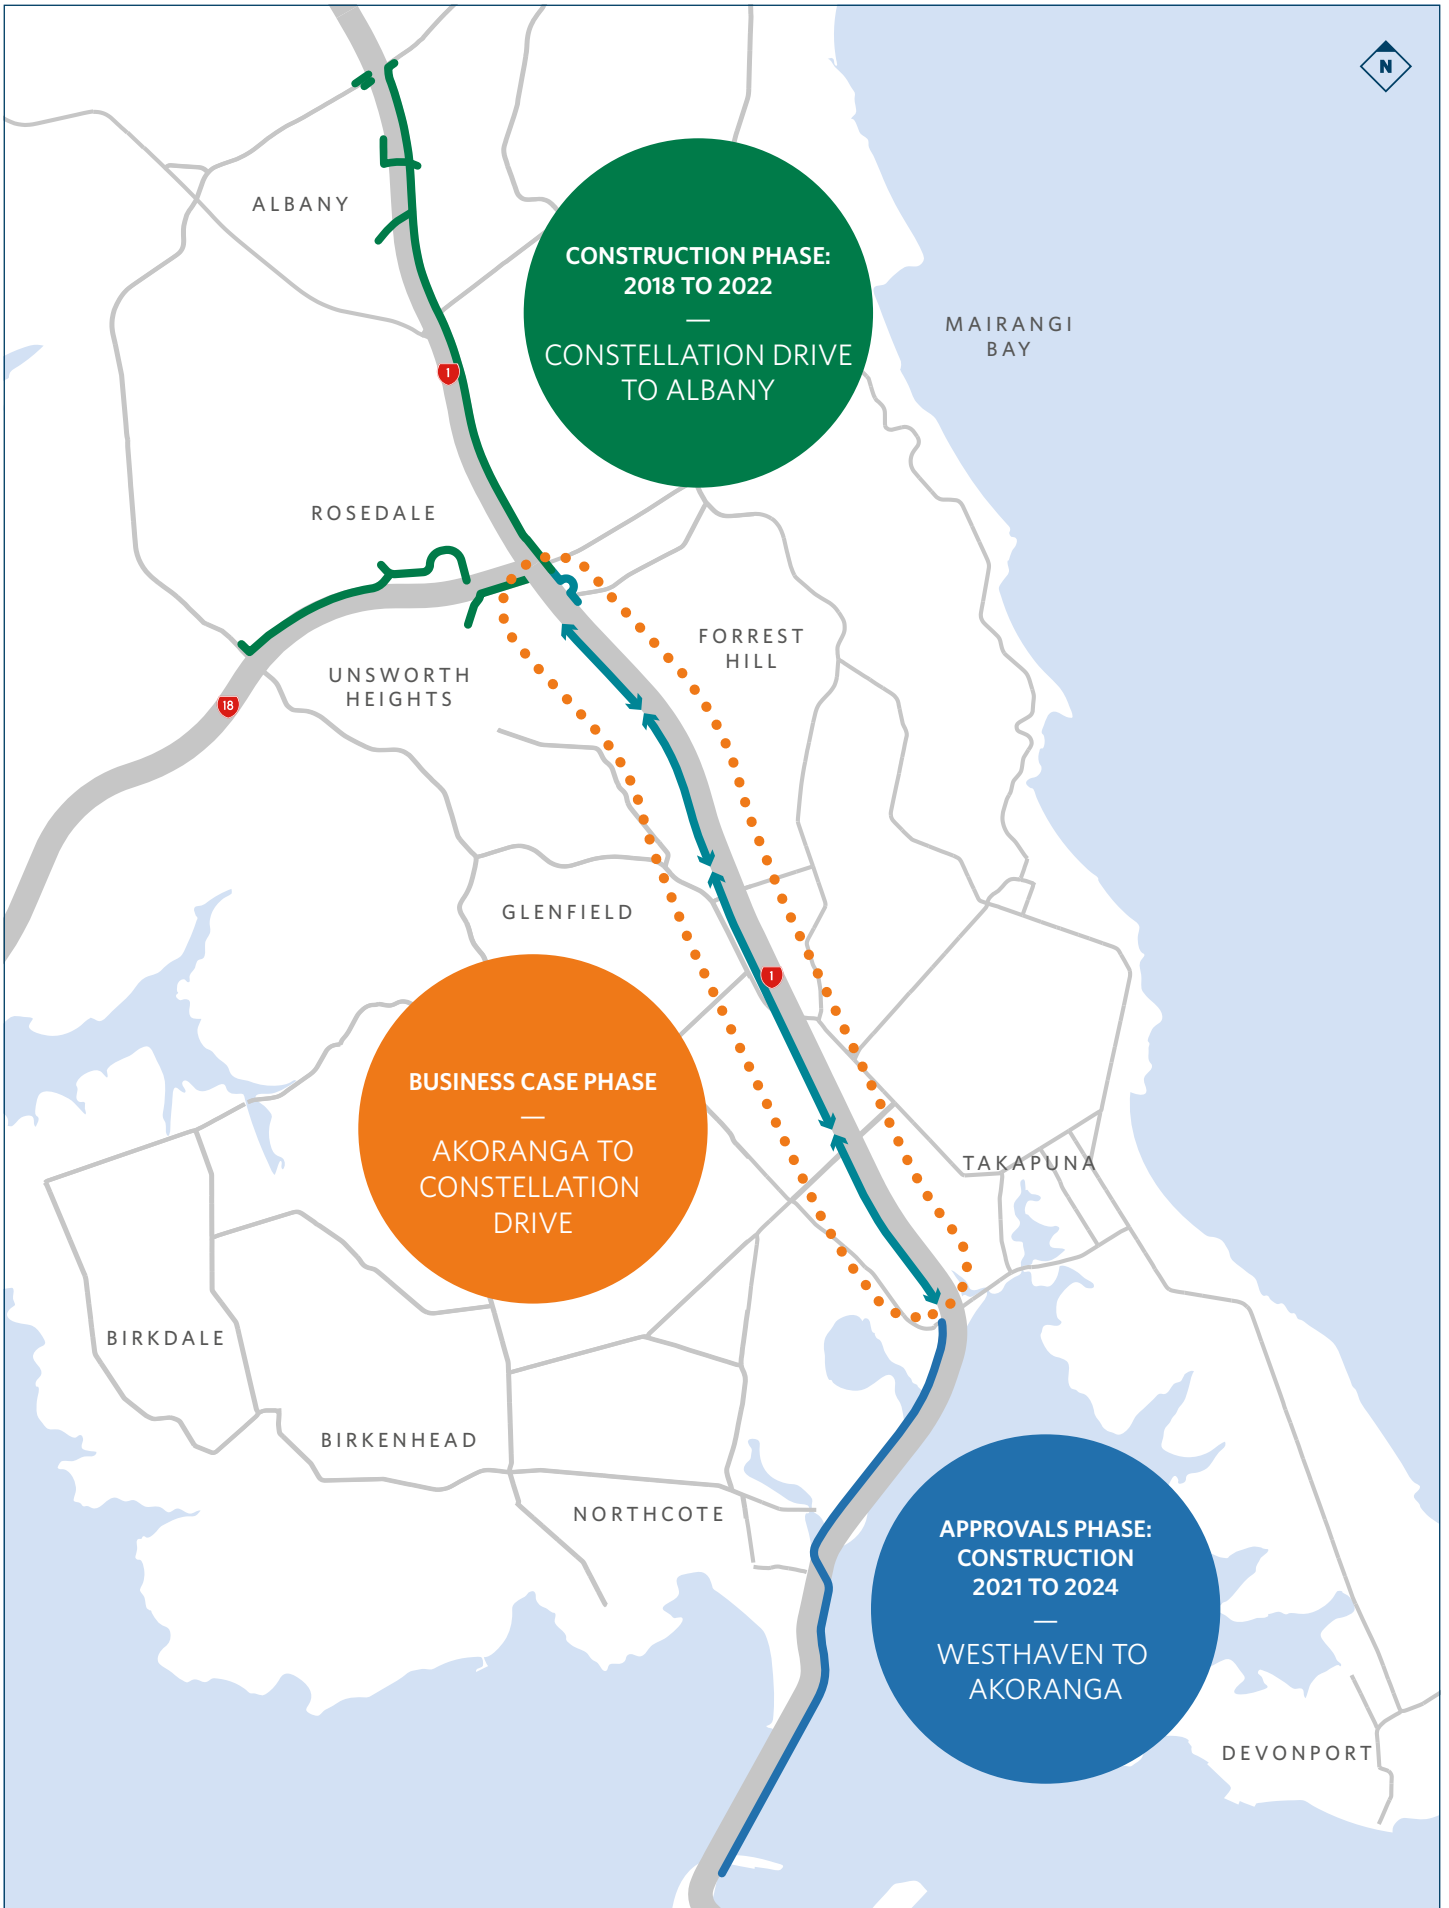 N
ALBANY
CONSTRUCTION PHASE:
2018 TO 2022
—
CONSTELLATION DRIVE
TO ALBANY
MAIRANGI
BAY
1
ROSEDALE
FORREST
HILL
UNSWORTH
HEIGHTS
18
GLENFIELD
1
BUSINESS CASE PHASE
—
AKORANGA TO
CONSTELLATION
DRIVE
TAKAPUNA
BIRKDALE
BIRKENHEAD
NORTHCOTE
APPROVALS PHASE:
CONSTRUCTION
2021 TO 2024
—
WESTHAVEN TO
AKORANGA
DEVONPORT